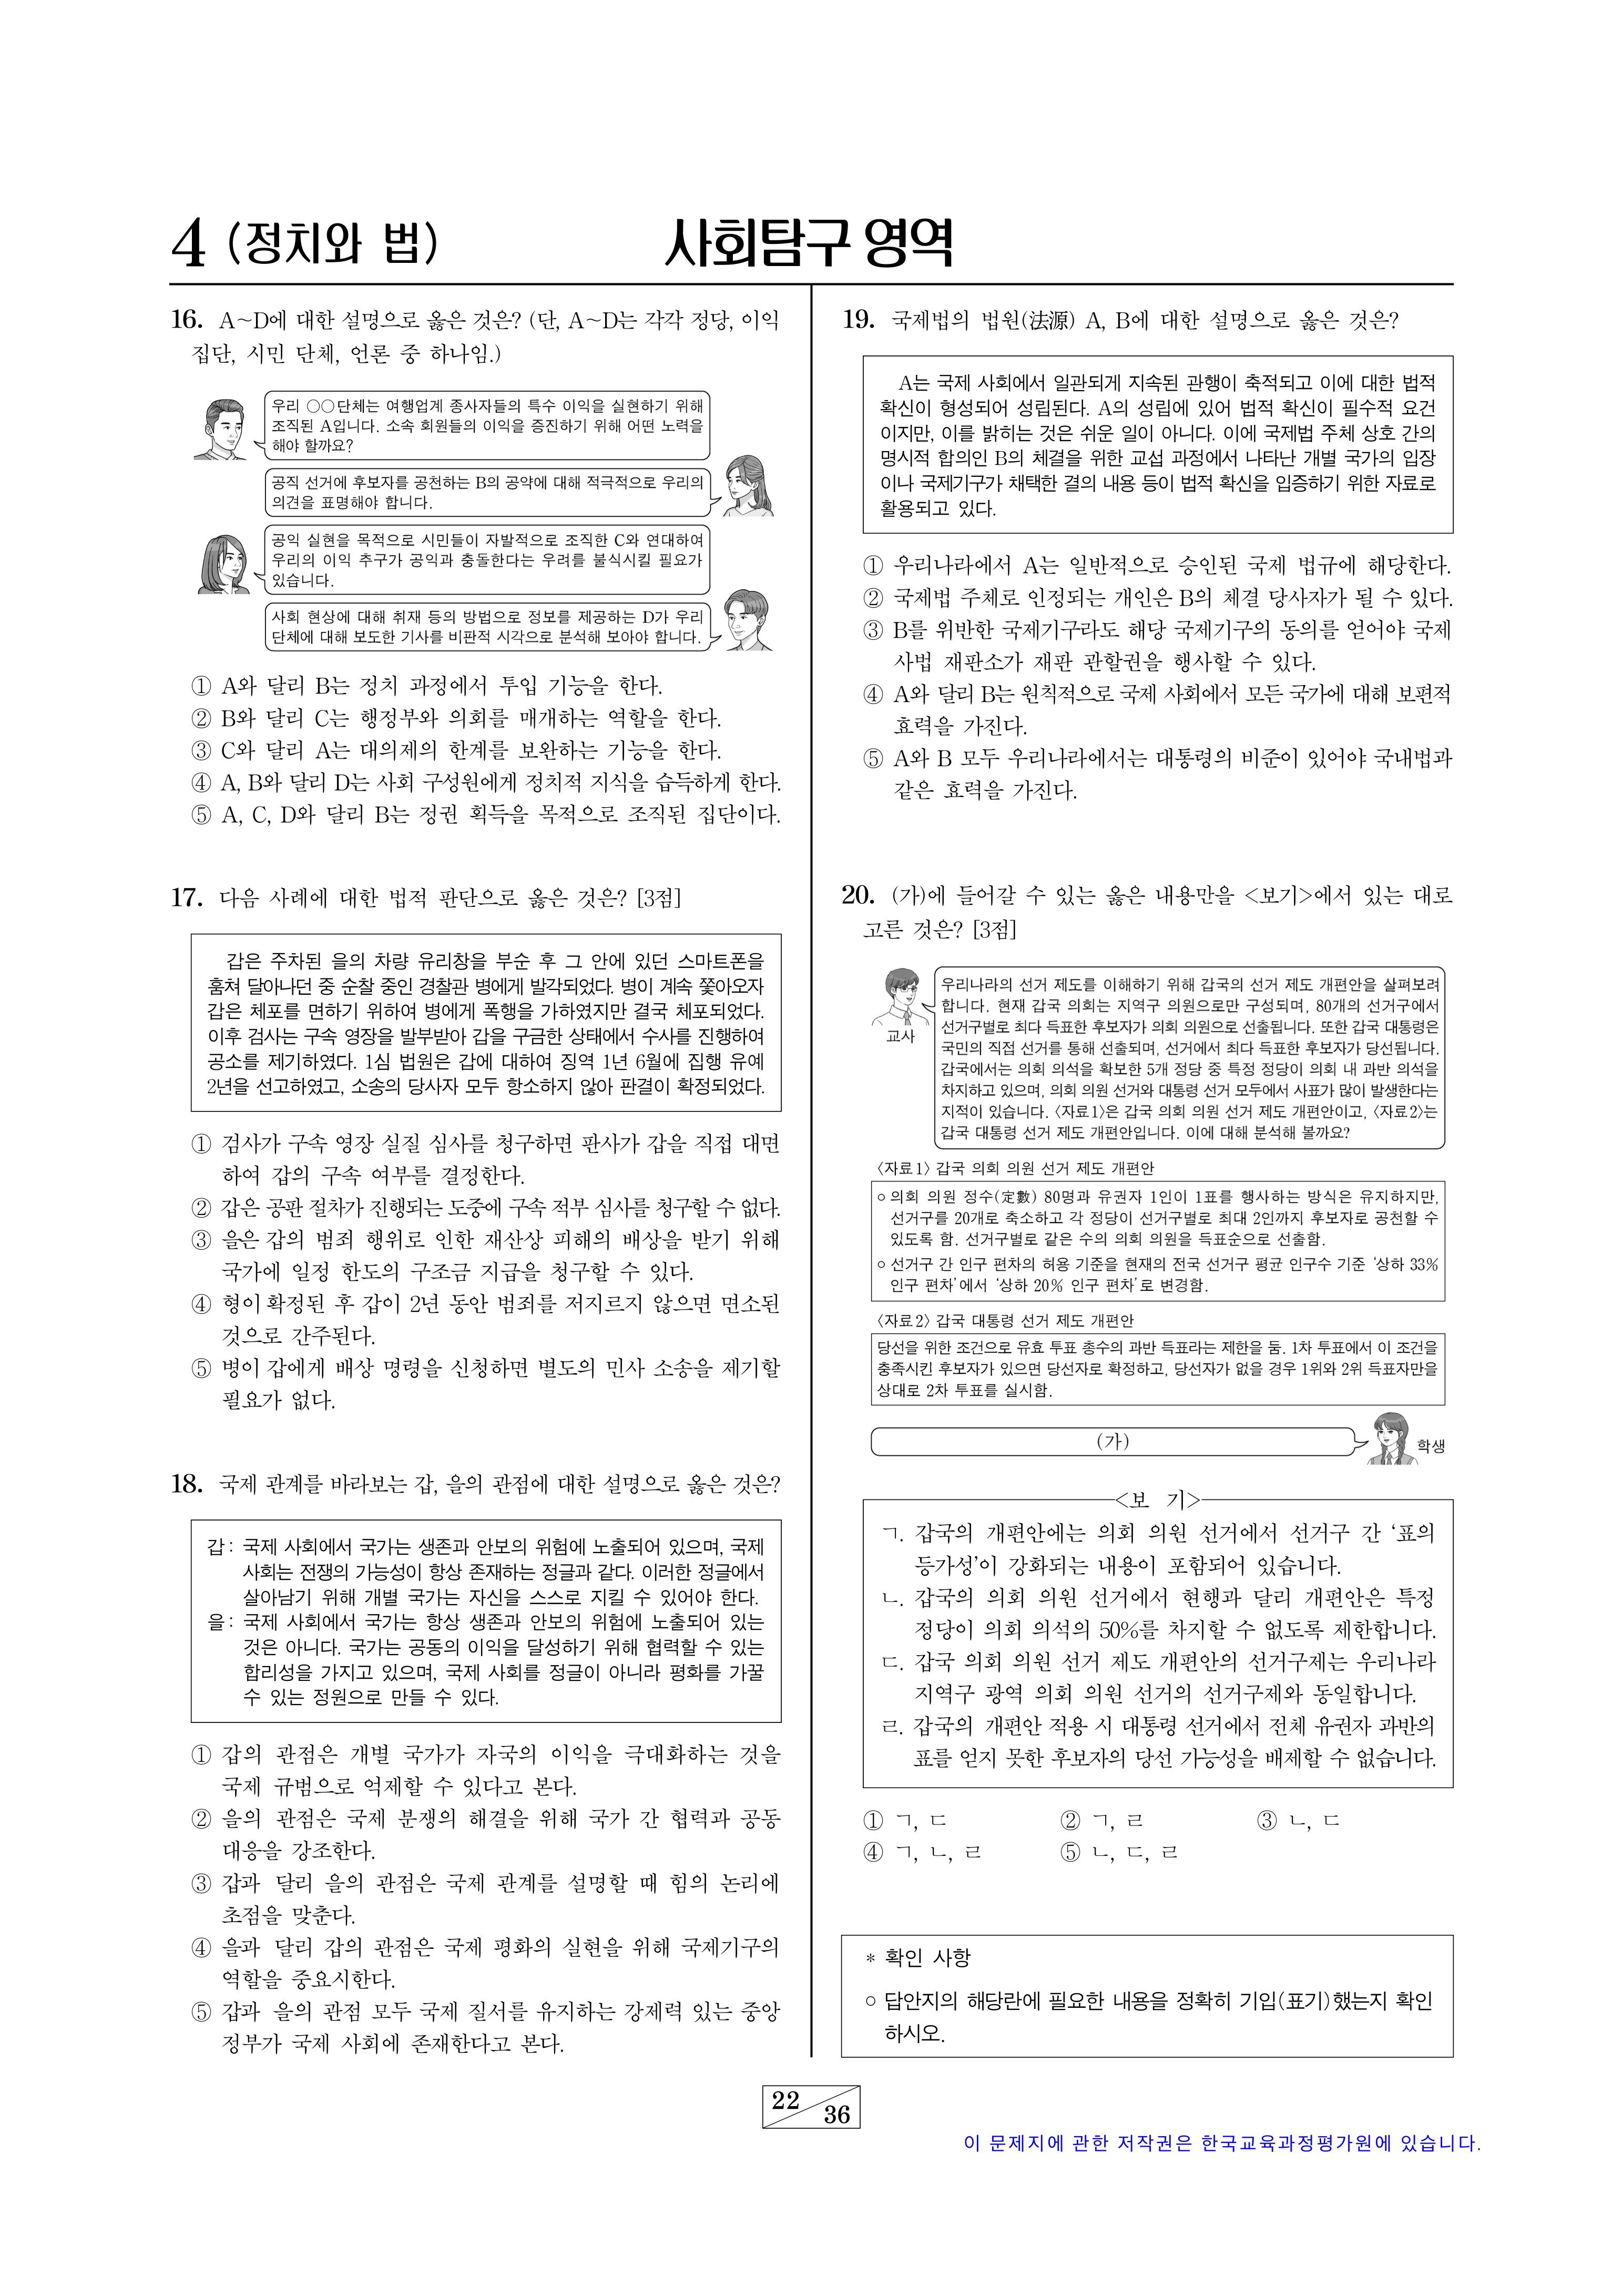 4 (정치와 법)
사회탐구 영역
16. A~D에 대한 설명으로 옳은 것은? (단, A~D는 각각 정당, 이익
집단, 시민 단체, 언론 중 하나임.)
우리 ○○단체는 여행업계 종사자들의 특수 이익을 실현하기 위해
조직된 A입니다. 소속 회원들의 이익을 증진하기 위해 어떤 노력을
해야 할까요?
공직 선거에 후보자를 공천하는 B의 공약에 대해 적극적으로 우리의
의견을 표명해야 합니다.
공익 실현을 목적으로 시민들이 자발적으로 조직한 C와 연대하여
우리의 이익 추구가 공익과 충돌한다는 우려를 불식시킬 필요가
있습니다.
사회 현상에 대해 취재 등의 방법으로 정보를 제공하는 D가 우리
단체에 대해 보도한 기사를 비판적 시각으로 분석해 보아야 합니다.
① A와 달리 B는 정치 과정에서 투입 기능을 한다.
② B와 달리 C는 행정부와 의회를 매개하는 역할을 한다.
③ C와 달리 A는 대의제의 한계를 보완하는 기능을 한다.
④ A, B와 달리 D는 사회 구성원에게 정치적 지식을 습득하게 한다.
⑤ A, C, D와 달리 B는 정권 획득을 목적으로 조직된 집단이다.
17. 다음 사례에 대한 법적 판단으로 옳은 것은? [3점]
갑은 주차된 을의 차량 유리창을 부순 후 그 안에 있던 스마트폰을
훔쳐 달아나던 중 순찰 중인 경찰관 병에게 발각되었다. 병이 계속 쫓아오자
갑은 체포를 면하기 위하여 병에게 폭행을 가하였지만 결국 체포되었다.
이후 검사는 구속 영장을 발부받아 갑을 구금한 상태에서 수사를 진행하여
공소를 제기하였다. 1심 법원은 갑에 대하여 징역 1년 6월에 집행 유예
2년을 선고하였고, 소송의 당사자 모두 항소하지 않아 판결이 확정되었다.
① 검사가 구속 영장 실질 심사를 청구하면 판사가 갑을 직접 대면
하여 갑의 구속 여부를 결정한다.
② 갑은 공판 절차가 진행되는 도중에 구속 적부 심사를 청구할 수 없다.
③ 을은 갑의 범죄 행위로 인한 재산상 피해의 배상을 받기 위해
국가에 일정 한도의 구조금 지급을 청구할 수 있다.
④ 형이 확정된 후 갑이 2년 동안 범죄를 저지르지 않으면 면소된
것으로 간주된다.
⑤ 병이 갑에게 배상 명령을 신청하면 별도의 민사 소송을 제기할
필요가 없다.
18. 국제 관계를 바라보는 갑, 을의 관점에 대한 설명으로 옳은 것은?
갑 : 국제 사회에서 국가는 생존과 안보의 위험에 노출되어 있으며, 국제
사회는 전쟁의 가능성이 항상 존재하는 정글과 같다. 이러한 정글에서
살아남기 위해 개별 국가는 자신을 스스로 지킬 수 있어야 한다.
을 : 국제 사회에서 국가는 항상 생존과 안보의 위험에 노출되어 있는
것은 아니다. 국가는 공동의 이익을 달성하기 위해 협력할 수 있는
합리성을 가지고 있으며, 국제 사회를 정글이 아니라 평화를 가꿀
수 있는 정원으로 만들 수 있다.
① 갑의 관점은 개별 국가가 자국의 이익을 극대화하는 것을
국제 규범으로 억제할 수 있다고 본다.
② 을의 관점은 국제 분쟁의 해결을 위해 국가 간 협력과 공동
대응을 강조한다.
③ 갑과 달리 을의 관점은 국제 관계를 설명할 때 힘의 논리에
초점을 맞춘다.
④ 을과 달리 갑의 관점은 국제 평화의 실현을 위해 국제기구의
역할을 중요시한다.
⑤ 갑과 을의 관점 모두 국제 질서를 유지하는 강제력 있는 중앙
정부가 국제 사회에 존재한다고 본다.
19. 국제법의 법원(法源) A, B에 대한 설명으로 옳은 것은?
A는 국제 사회에서 일관되게 지속된 관행이 축적되고 이에 대한 법적
확신이 형성되어 성립된다. A의 성립에 있어 법적 확신이 필수적 요건
이지만, 이를 밝히는 것은 쉬운 일이 아니다. 이에 국제법 주체 상호 간의
명시적 합의인 B의 체결을 위한 교섭 과정에서 나타난 개별 국가의 입장
이나 국제기구가 채택한 결의 내용 등이 법적 확신을 입증하기 위한 자료로
활용되고 있다.
① 우리나라에서 A는 일반적으로 승인된 국제 법규에 해당한다.
② 국제법 주체로 인정되는 개인은 B의 체결 당사자가 될 수 있다.
③ B를 위반한 국제기구라도 해당 국제기구의 동의를 얻어야 국제
사법 재판소가 재판 관할권을 행사할 수 있다.
④ A와 달리 B는 원칙적으로 국제 사회에서 모든 국가에 대해 보편적
효력을 가진다.
⑤ A와 B 모두 우리나라에서는 대통령의 비준이 있어야 국내법과
같은 효력을 가진다.
20. (가)에 들어갈 수 있는 옳은 내용만을 <보기>에서 있는 대로
고른 것은? [3점]
교사
우리나라의 선거 제도를 이해하기 위해 갑국의 선거 제도 개편안을 살펴보려
합니다. 현재 갑국 의회는 지역구 의원으로만 구성되며, 80개의 선거구에서
선거구별로 최다 득표한 후보자가 의회 의원으로 선출됩니다. 또한 갑국 대통령은
국민의 직접 선거를 통해 선출되며, 선거에서 최다 득표한 후보자가 당선됩니다.
갑국에서는 의회 의석을 확보한 5개 정당 중 특정 정당이 의회 내 과반 의석을
차지하고 있으며, 의회 의원 선거와 대통령 선거 모두에서 사표가 많이 발생한다는
지적이 있습니다. 〈자료 1〉은 갑국 의회 의원 선거 제도 개편안이고, 〈자료 2〉는
갑국 대통령 선거 제도 개편안입니다. 이에 대해 분석해 볼까요?
〈자료 1〉 갑국 의회 의원 선거 제도 개편안
○ 의회 의원 정수(定數) 80명과 유권자 1인이 1표를 행사하는 방식은 유지하지만,
선거구를 20개로 축소하고 각 정당이 선거구별로 최대 2인까지 후보자로 공천할 수
있도록 함. 선거구별로 같은 수의 의회 의원을 득표순으로 선출함.
○ 선거구 간 인구 편차의 허용 기준을 현재의 전국 선거구 평균 인구수 기준 '상하 33%
인구 편차'에서 '상하 20% 인구 편차'로 변경함.
〈자료 2〉 갑국 대통령 선거 제도 개편안
당선을 위한 조건으로 유효 투표 총수의 과반 득표라는 제한을 둠. 1차 투표에서 이 조건을
충족시킨 후보자가 있으면 당선자로 확정하고, 당선자가 없을 경우 1위와 2위 득표자만을
상대로 2차 투표를 실시함.
(가)
학생
<보 기>
ㄱ. 갑국의 개편안에는 의회 의원 선거에서 선거구 간 '표의
등가성'이 강화되는 내용이 포함되어 있습니다.
ㄴ. 갑국의 의회 의원 선거에서 현행과 달리 개편안은 특정
정당이 의회 의석의 50%를 차지할 수 없도록 제한합니다.
ㄷ. 갑국 의회 의원 선거 제도 개편안의 선거구제는 우리나라
지역구 광역 의회 의원 선거의 선거구제와 동일합니다.
ㄹ. 갑국의 개편안 적용 시 대통령 선거에서 전체 유권자 과반의
표를 얻지 못한 후보자의 당선 가능성을 배제할 수 없습니다.
① ㄱ, ㄷ ② ㄱ, ㄹ ③ ㄴ, ㄷ
④ ㄱ, ㄴ, ㄹ ⑤ ㄴ, ㄷ, ㄹ
* 확인 사항
○ 답안지의 해당란에 필요한 내용을 정확히 기입(표기)했는지 확인
하시오.
22
36
이 문제지에 관한 저작권은 한국교육과정평가원에 있습니다.